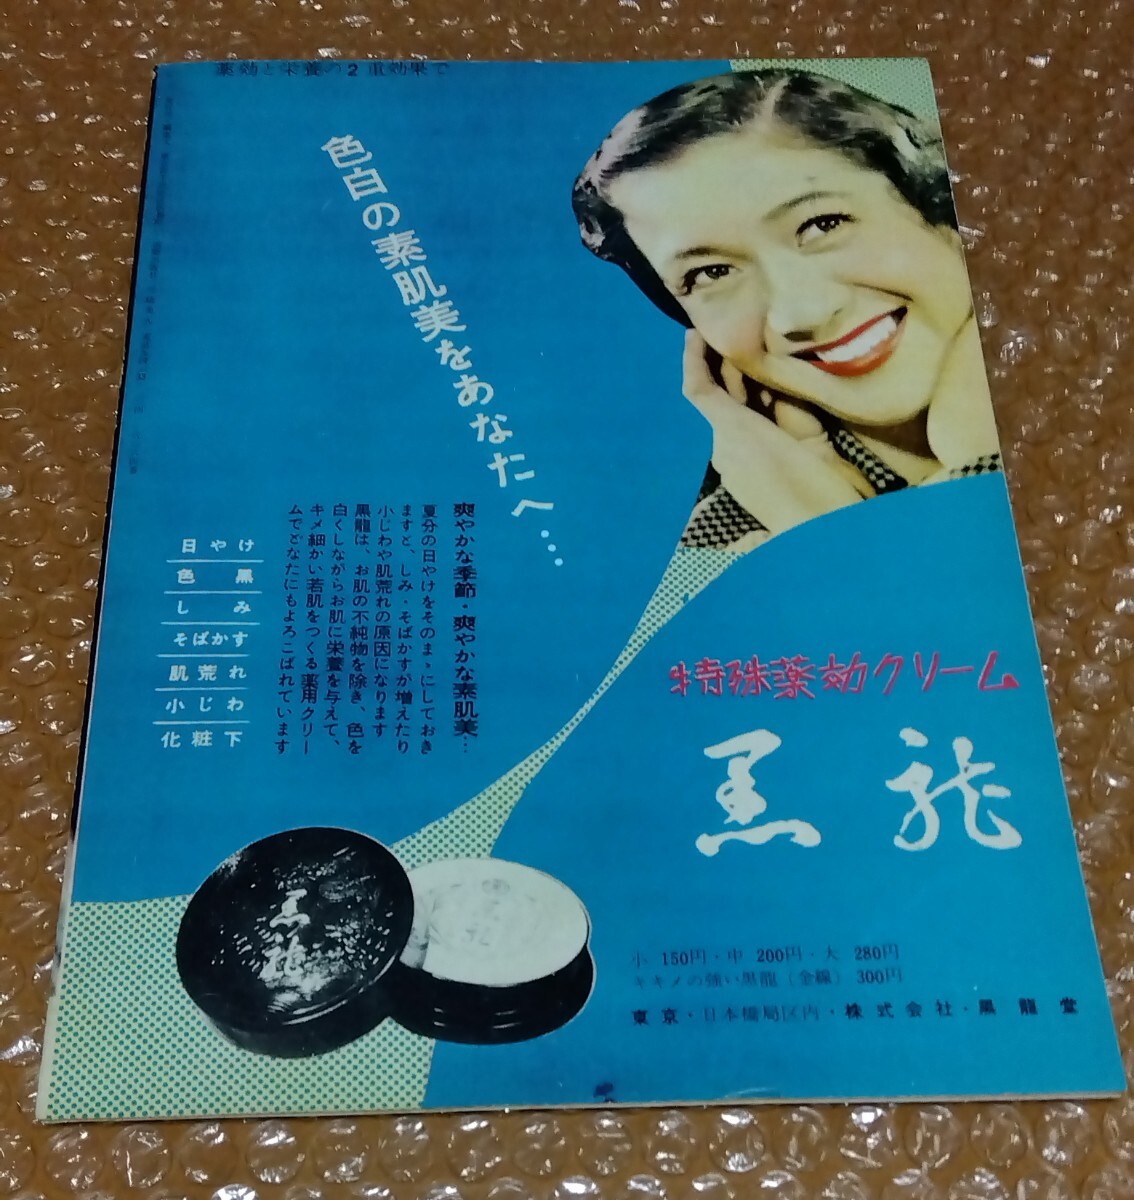 薬効と栄養の2重効果で
色白の素肌美をあなたへ…
爽やかな季節・爽やかな素肌美…
夏分の日やけをそのまゝにしておき
ますと、しみ・そばかすが増えたり
小じわや肌荒れの原因になります
黒龍は、お肌の不純物を除き、色を
白くしながらお肌に栄養を与えて、
キメ細かい若肌をつくる薬用クリー
ムでどなたにもよろこばれています
日やけ
色黒
しみ
そばかす
肌荒れ
小じわ
化粧下
特殊薬効クリーム
黒龍
黒龍
小 150円・中 200円・大 280円
キキメの強い黒龍(金線) 300円
東京・日本橋局区内・株式会社・黒龍堂